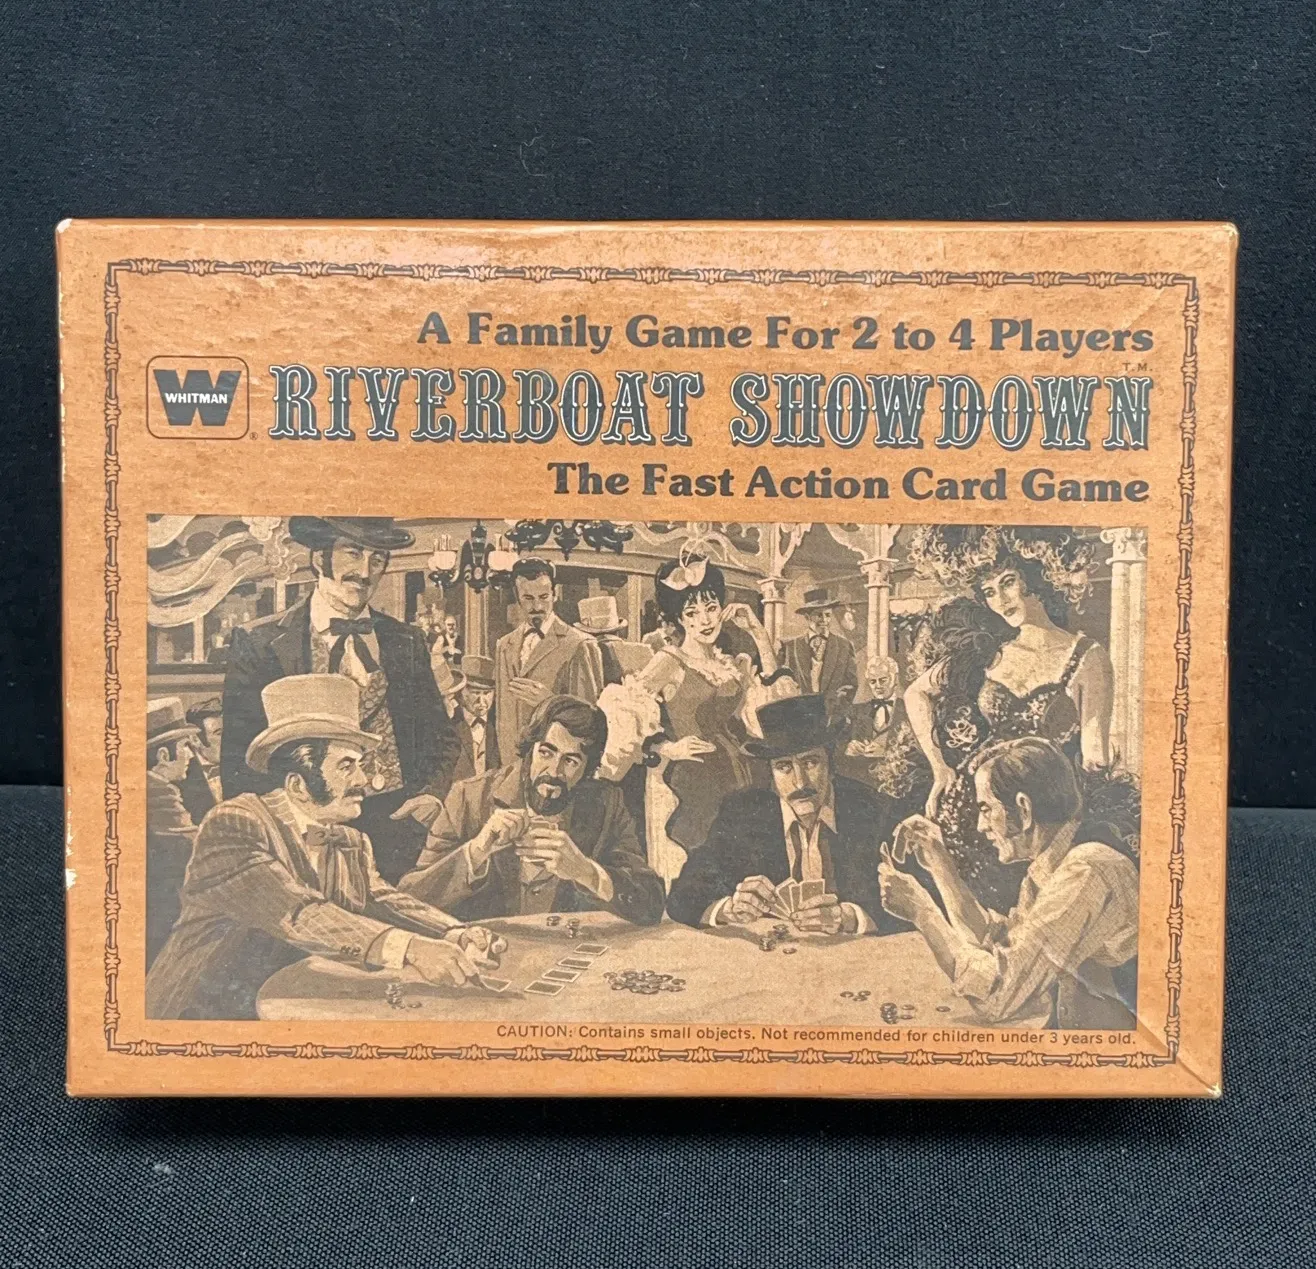 A Family Game For 2 to 4 Players
T.M.
WHITMAN
®
RIVERBOAT SHOWDOWN
The Fast Action Card Game
CAUTION: Contains small objects. Not recommended for children under 3 years old.